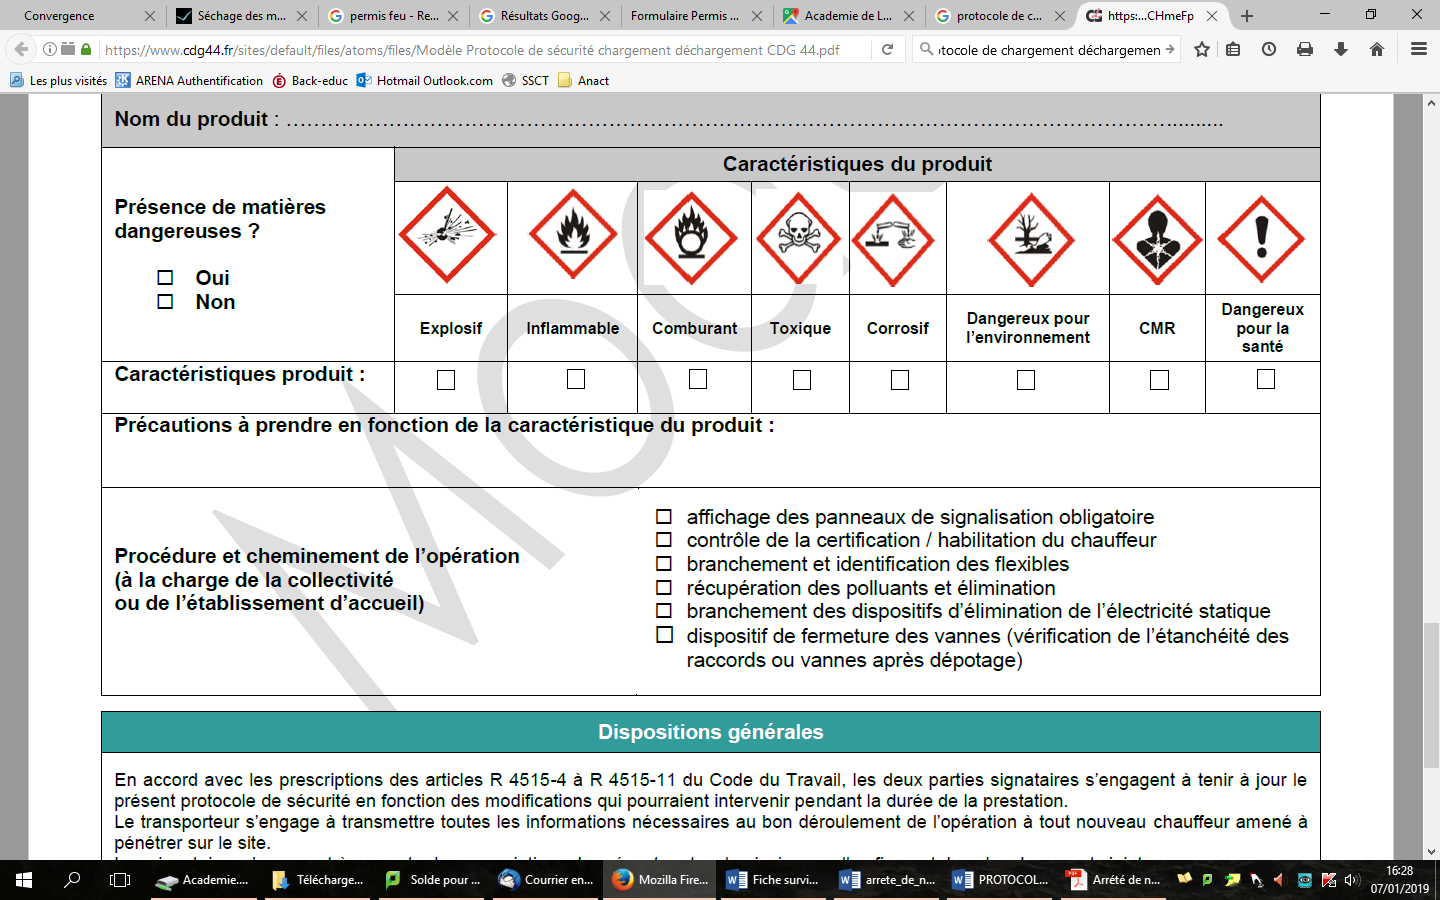 Convergence
Séchage des m...
permis feu - Re...
Résultats Goog...
Formulaire Permis ...
Academie de L...
protocole de c...
https:...CHmeFp
https://www.cdg44.fr/sites/default/files/atoms/files/Modèle Protocole de sécurité chargement déchargement CDG 44.pdf
tocole de chargement déchargemen
Les plus visités
ARENA Authentification
Back-educ
Hotmail Outlook.com
SSCT
Anact
Nom du produit : ……………………………………………………………………………………………………………………..........
Caractéristiques du produit
Présence de matières
dangereuses ?
Oui
Non
Explosif
Inflammable
Comburant
Toxique
Corrosif
Dangereux pour
l’environnement
CMR
Dangereux
pour la
santé
Caractéristiques produit :
Précautions à prendre en fonction de la caractéristique du produit :
Procédure et cheminement de l’opération
(à la charge de la collectivité
ou de l’établissement d’accueil)
affichage des panneaux de signalisation obligatoire
contrôle de la certification / habilitation du chauffeur
branchement et identification des flexibles
récupération des polluants et élimination
branchement des dispositifs d’élimination de l’électricité statique
dispositif de fermeture des vannes (vérification de l’étanchéité des
raccords ou vannes après dépotage)
Dispositions générales
En accord avec les prescriptions des articles R 4515-4 à R 4515-11 du Code du Travail, les deux parties signataires s’engagent à tenir à jour le
présent protocole de sécurité en fonction des modifications qui pourraient intervenir pendant la durée de la prestation.
Le transporteur s’engage à transmettre toutes les informations nécessaires au bon déroulement de l’opération à tout nouveau chauffeur amené à
pénétrer sur le site.
Academie....
Télécharge...
Solde pour ...
Courrier en...
Mozilla Fire...
Fiche survi...
arrete_de_n...
PROTOCOL...
Arrété de n...
16:28
07/01/2019